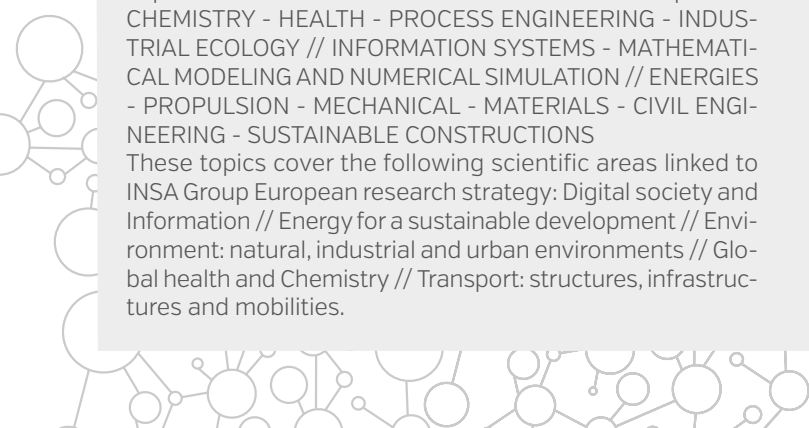 CHEMISTRY - HEALTH - PROCESS ENGINEERING - INDUS-
TRIAL ECOLOGY // INFORMATION SYSTEMS - MATHEMATI-
CAL MODELING AND NUMERICAL SIMULATION // ENERGIES
- PROPULSION - MECHANICAL - MATERIALS - CIVIL ENGI-
NEERING - SUSTAINABLE CONSTRUCTIONS
These topics cover the following scientific areas linked to
INSA Group European research strategy: Digital society and
Information // Energy for a sustainable development // Envi-
ronment: natural, industrial and urban environments // Glo-
bal health and Chemistry // Transport: structures, infrastruc-
tures and mobilities.